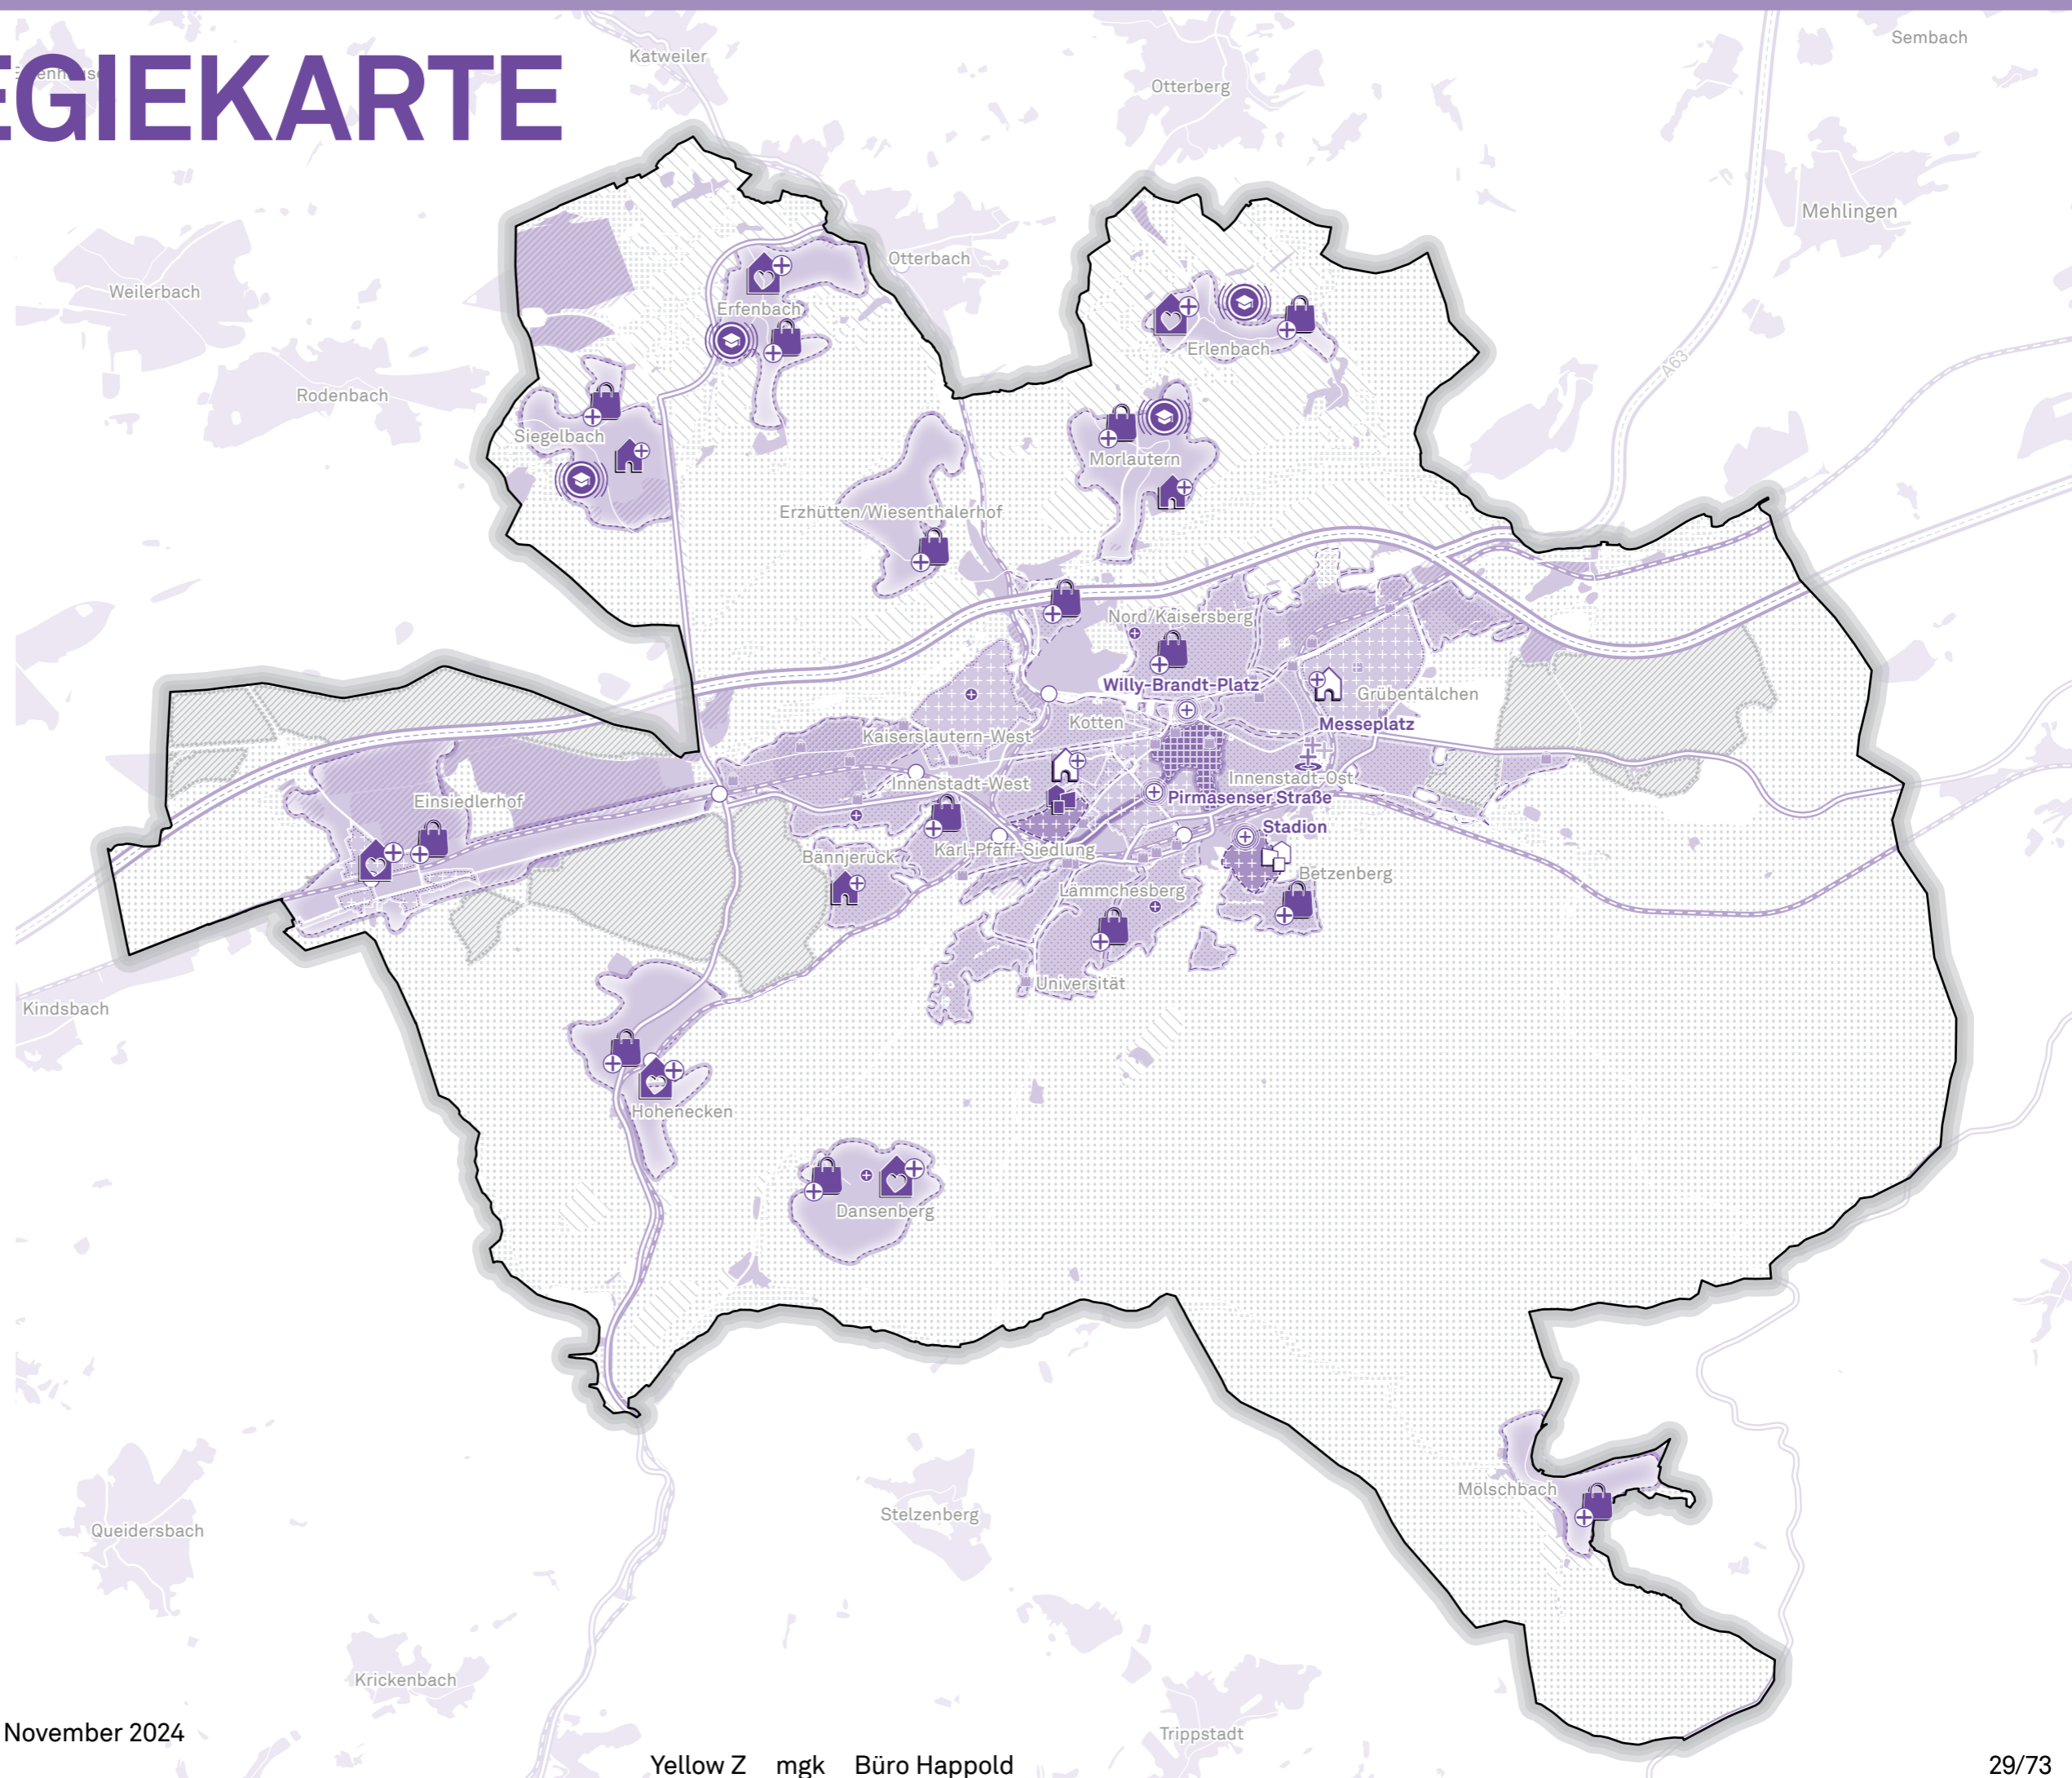 EGIEKARTE
Katweiler
Sembach
Otterberg
Mehlingen
Otterbach
Weilerbach
Erfenbach
Erlenbach
A63
Rodenbach
Siegelbach
Morlautern
Erzhütten/Wiesenthalerhof
Nord/Kaisersberg
Willy-Brandt-Platz
Grübentälchen
Kotten
Messeplatz
Kaiserslautern-West
Innenstadt-West
Innenstadt-Ost
Einsiedlerhof
Pirmasenser Straße
Stadion
Karl-Pfaff-Siedlung
Bannjerück
Betzenberg
Lämmchesberg
Universität
Kindsbach
Hohenecken
Dansenberg
Mölschbach
Stelzenberg
Queidersbach
Krickenbach
Trippstadt
November 2024
Yellow Z mgk Büro Happold
29/73